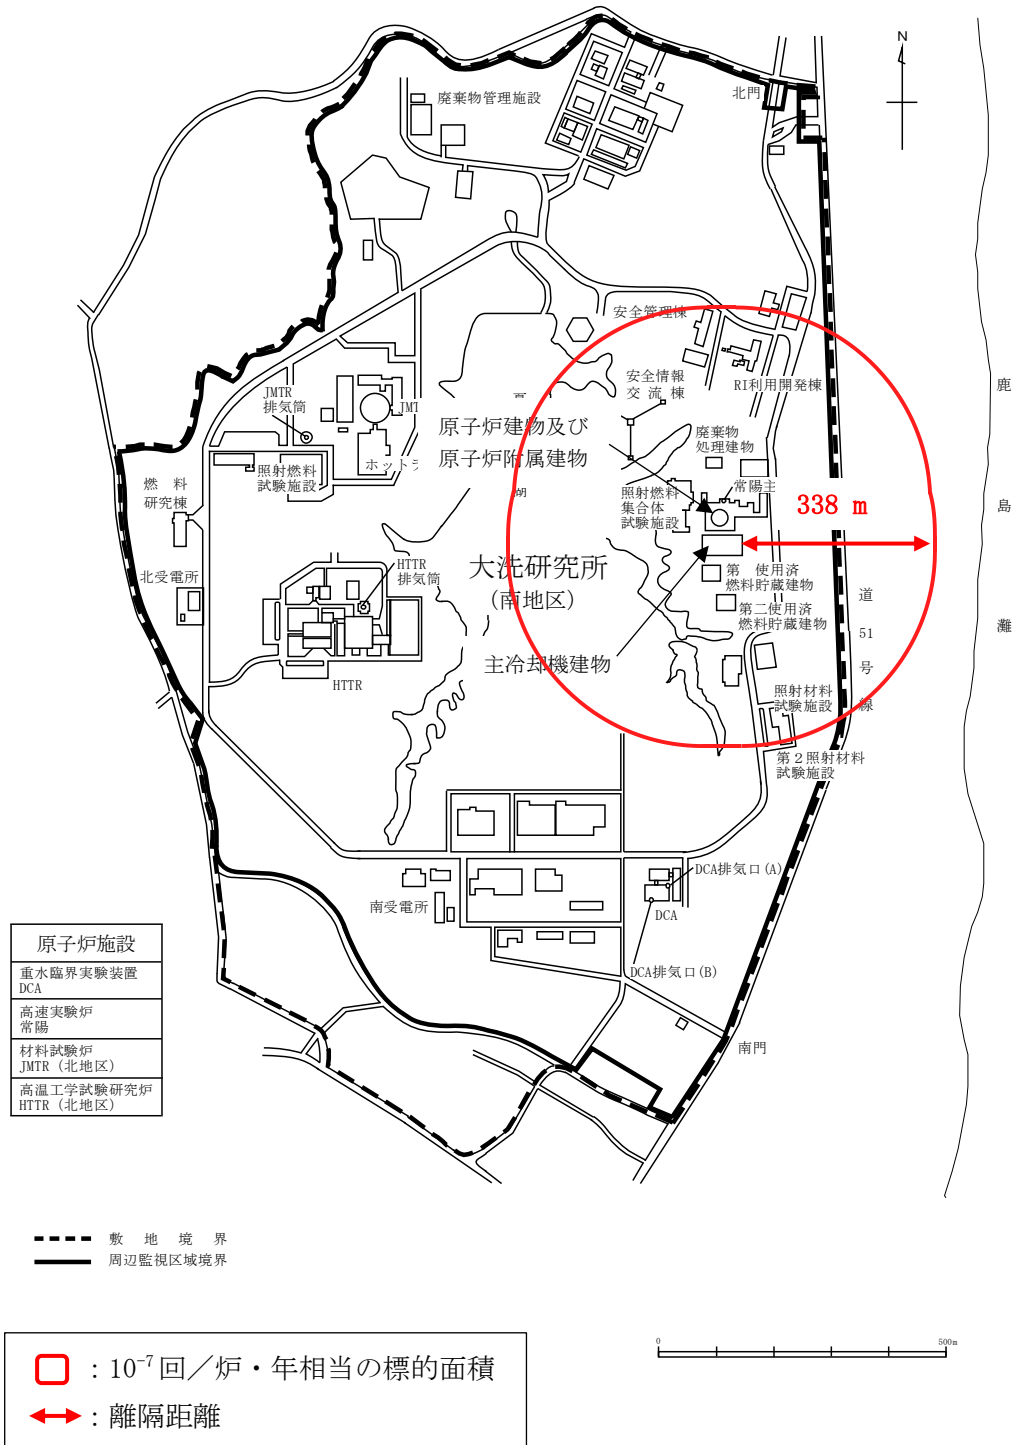 N
北門
廃棄物管理施設
安全管理棟
安全情報
交流棟
RI利用開発棟
鹿
島
灘
JMTR
排気筒
JMT
原子炉建物及び
原子炉附属建物
廃棄物
処理建物
ホット
照射燃料
試験施設
燃料
研究棟
湖
照射燃料
集合体
試験施設
常陽主
338 m
大洗研究所
(南地区)
HTTR
排気筒
北受電所
第 使用済
燃料貯蔵建物
第二使用済
燃料貯蔵建物
道
51
号
線
主冷却機建物
HTTR
照射材料
試験施設
第2照射材料
試験施設
DCA排気口(A)
南受電所
DCA
DCA排気口(B)
南門
原子炉施設
重水臨界実験装置
DCA
高速実験炉
常陽
材料試験炉
JMTR (北地区)
高温工学試験研究炉
HTTR (北地区)
敷地境界
周辺監視区域境界
0 500m
：10⁻⁷回／炉・年相当の標的面積
：離隔距離